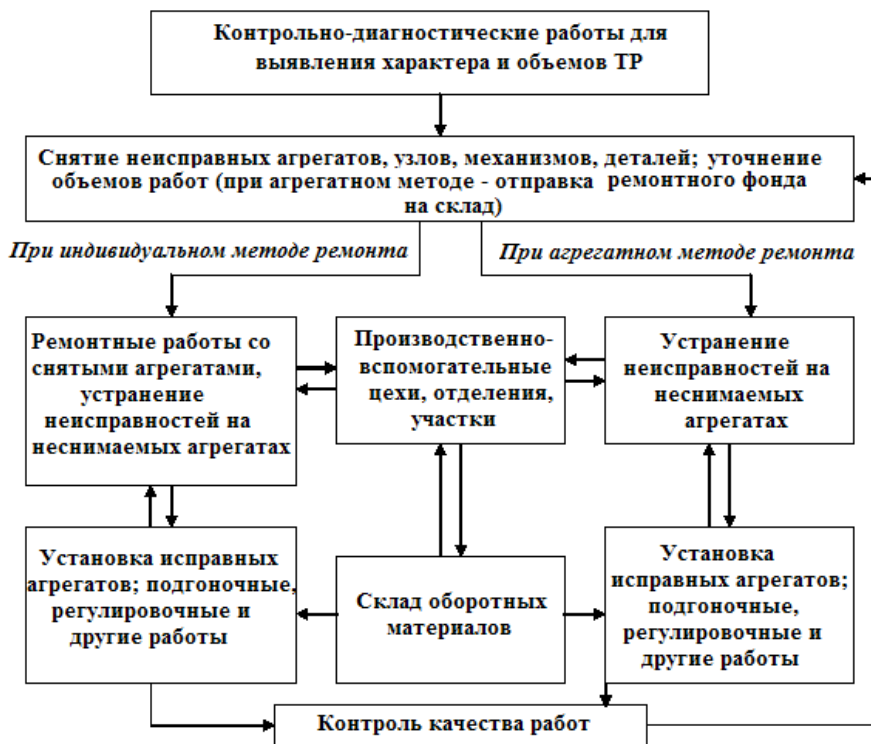 Контрольно-диагностические работы для
выявления характера и объемов ТР
Снятие неисправных агрегатов, узлов, механизмов, деталей; уточнение
объемов работ (при агрегатном методе - отправка ремонтного фонда
на склад)
При индивидуальном методе ремонта
При агрегатном методе ремонта
Ремонтные работы со
снятыми агрегатами,
устранение
неисправностей на
неснимаемых агрегатах
Производственно-
вспомогательные
цехи, отделения,
участки
Устранение
неисправностей на
неснимаемых
агрегатах
Установка исправных
агрегатов; подгоночные,
регулировочные и
другие работы
Склад оборотных
материалов
Установка
исправных агрегатов;
подгоночные,
регулировочные и
другие работы
Контроль качества работ